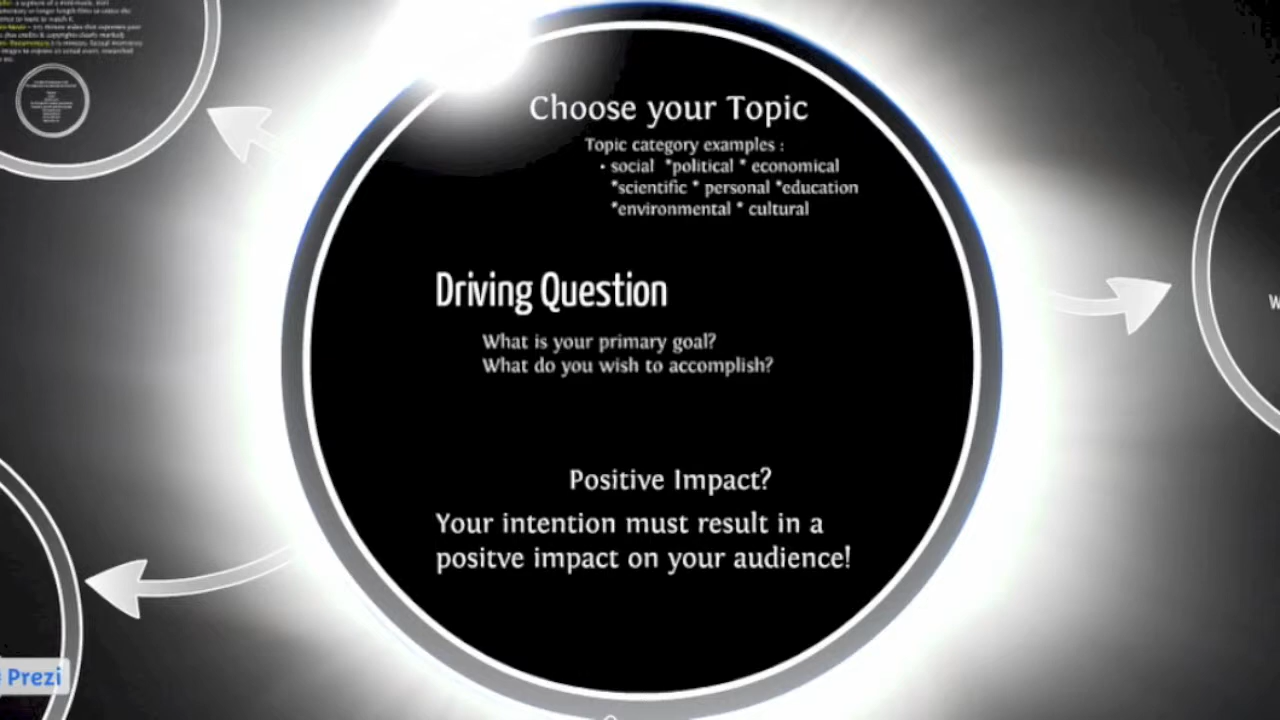 Choose your Topic
Topic category examples :
• social *political * economical
*scientific * personal *education
*environmental * cultural
Driving Question
What is your primary goal?
What do you wish to accomplish?
Positive Impact?
Your intention must result in a
positve impact on your audience!
Prezi